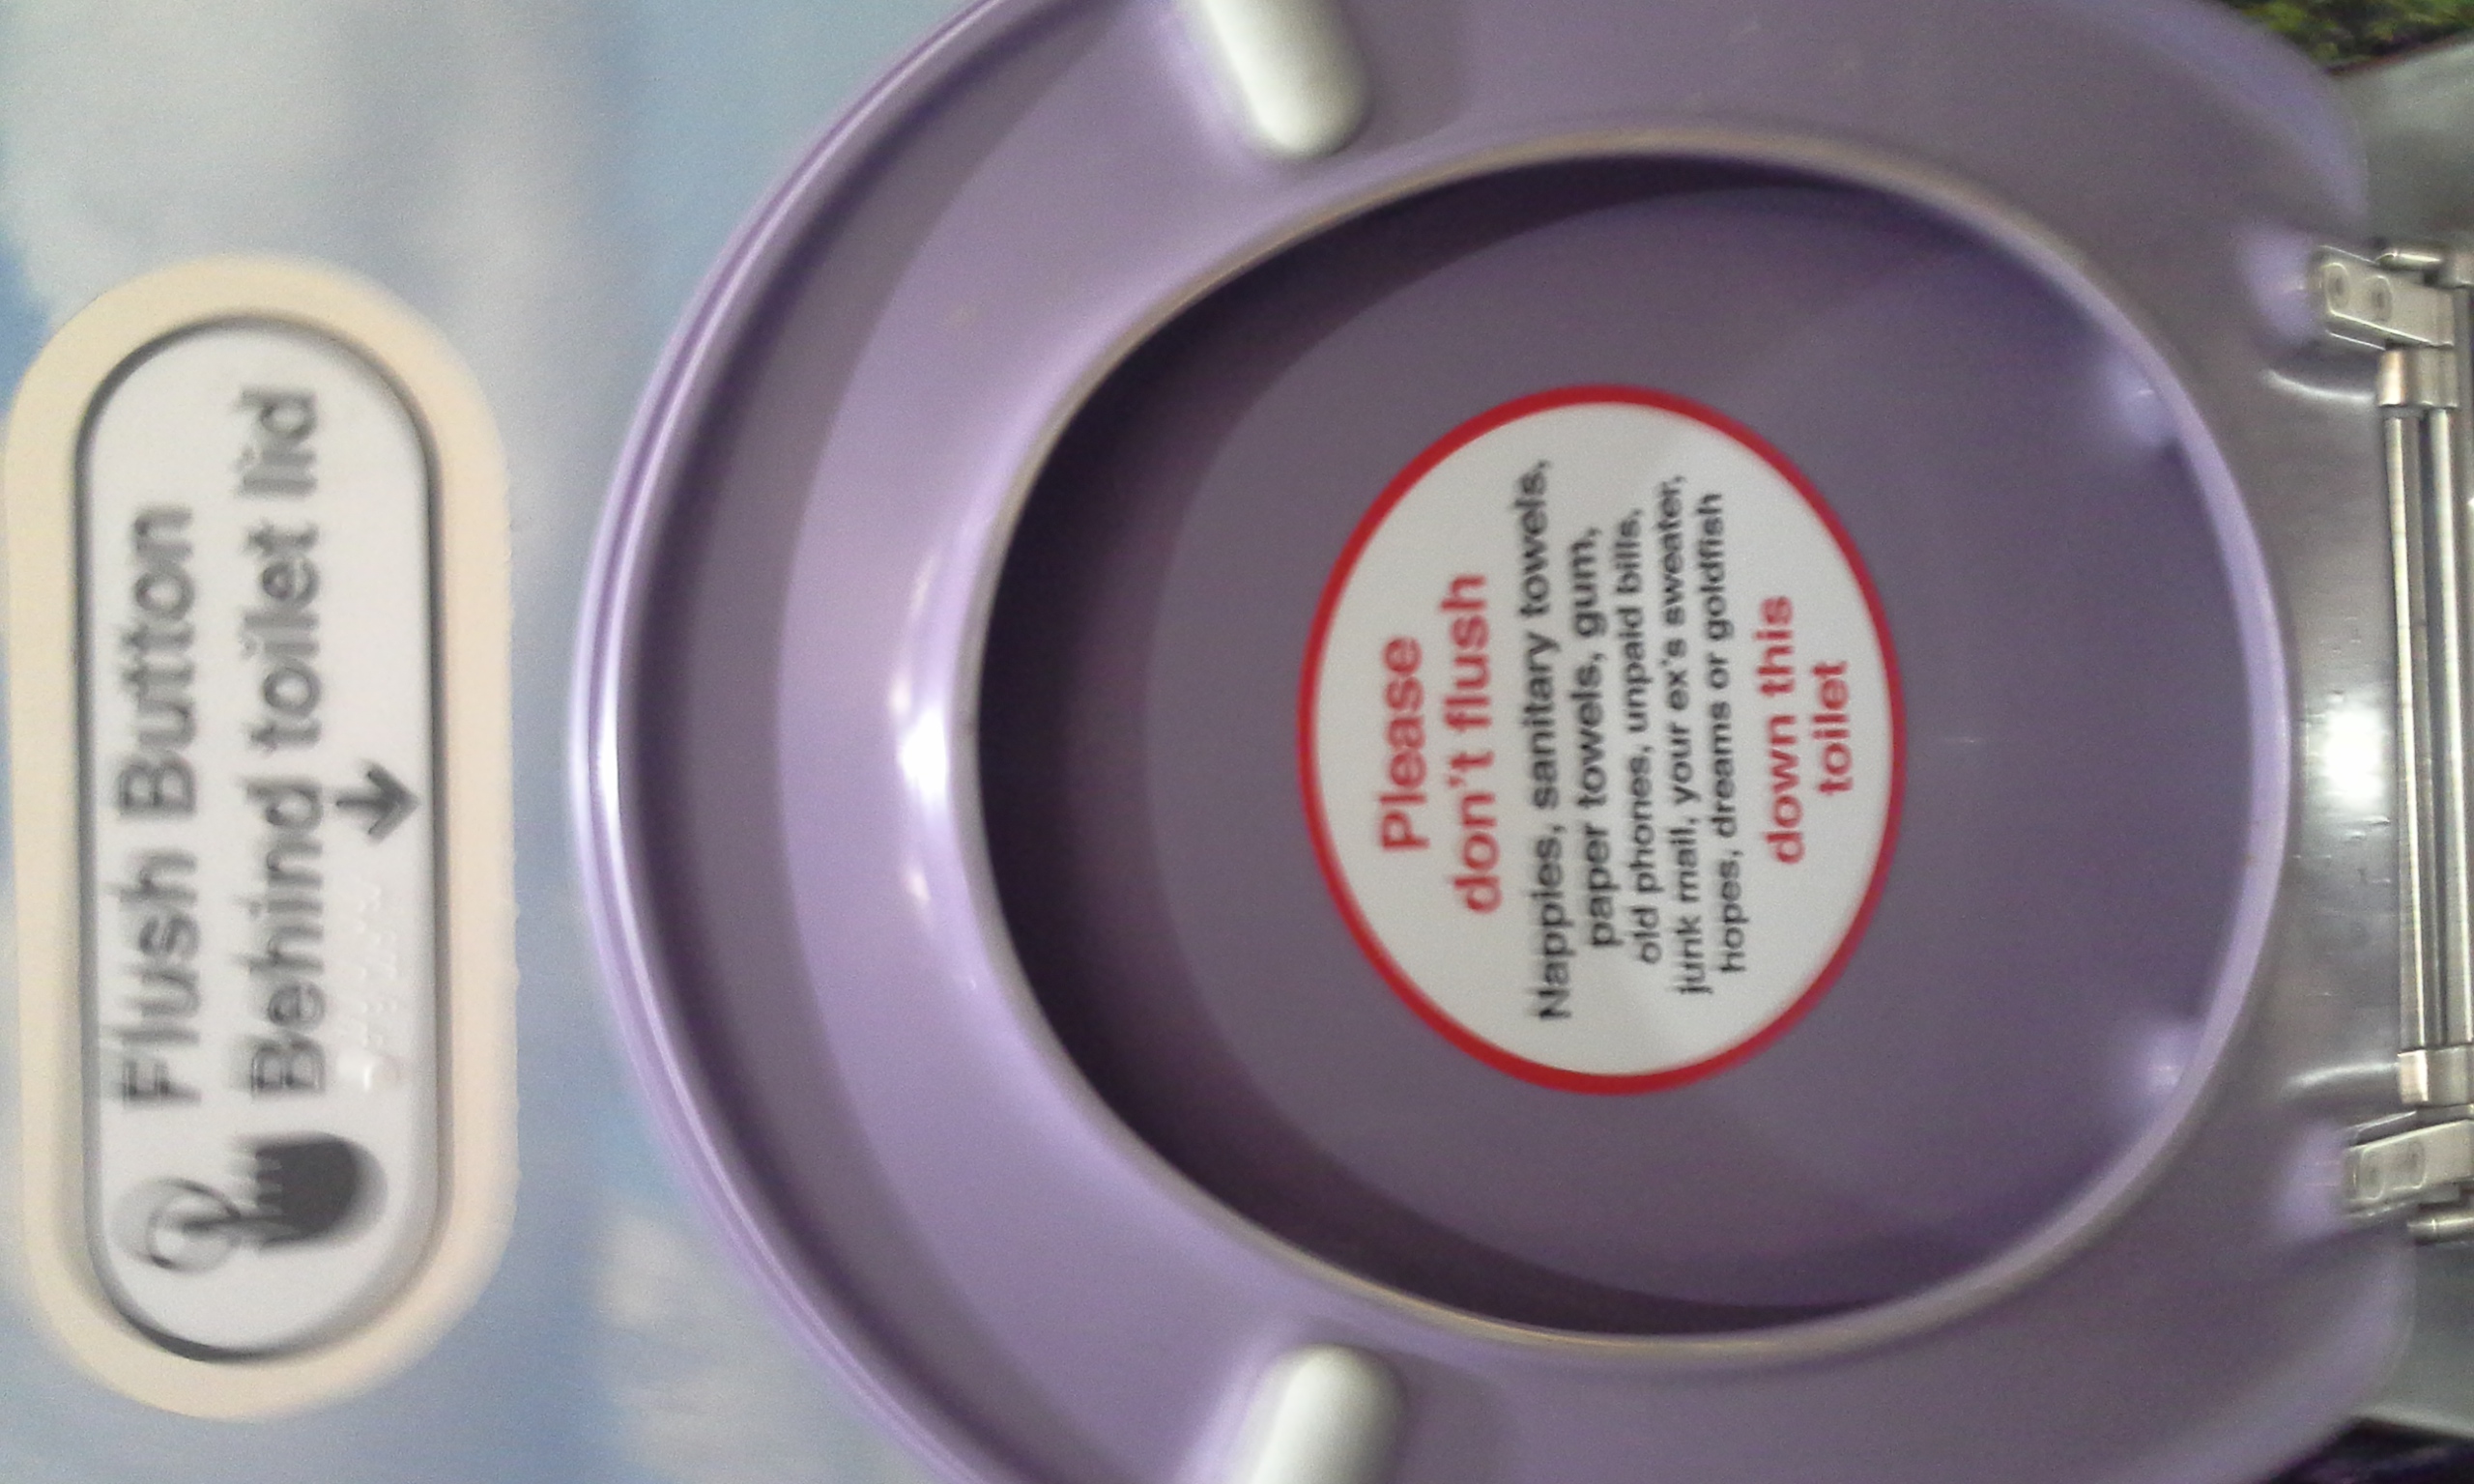 Flush Button
Behind toilet lid
Please
don't flush
Nappies, sanitary towels,
paper towels, gum,
old phones, unpaid bills,
junk mail, your ex's sweater,
hopes, dreams or goldfish
down this
toilet